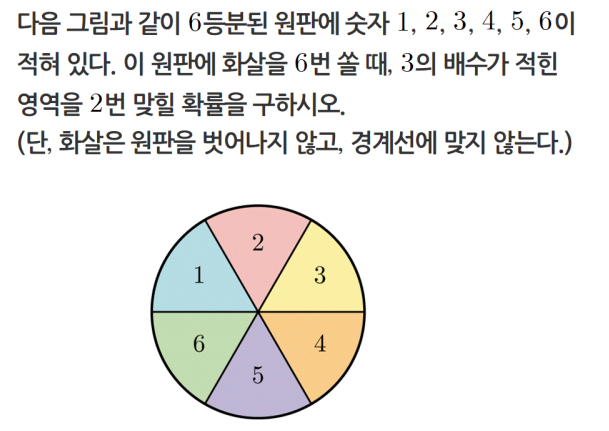 다음 그림과 같이 6등분된 원판에 숫자 1, 2, 3, 4, 5, 6이
적혀 있다. 이 원판에 화살을 6번 쏠 때, 3의 배수가 적힌
영역을 2번 맞힐 확률을 구하시오.
(단, 화살은 원판을 벗어나지 않고, 경계선에 맞지 않는다.)
2
1
3
6
4
5